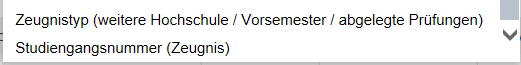 Zeugnistyp (weitere Hochschule / Vorsemester / abgelegte Prüfungen)
Studiengangsnummer (Zeugnis)